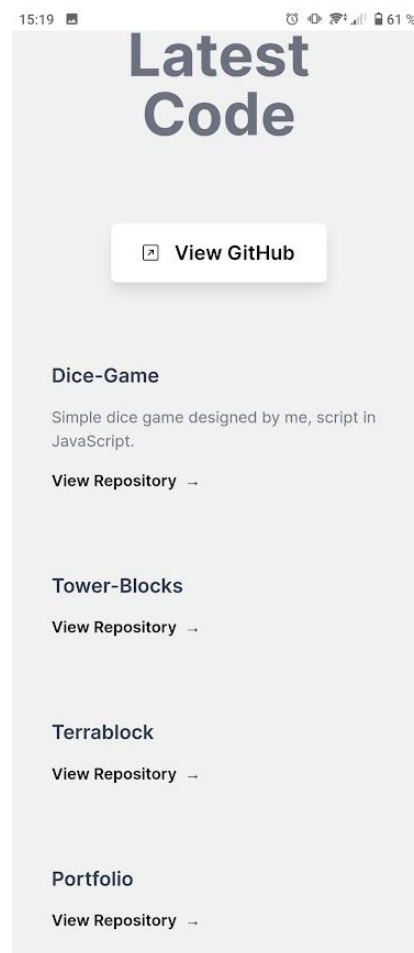 15:19 61 %
Latest
Code
View GitHub
Dice-Game
Simple dice game designed by me, script in
JavaScript.
View Repository →
Tower-Blocks
View Repository →
Terrablock
View Repository →
Portfolio
View Repository →